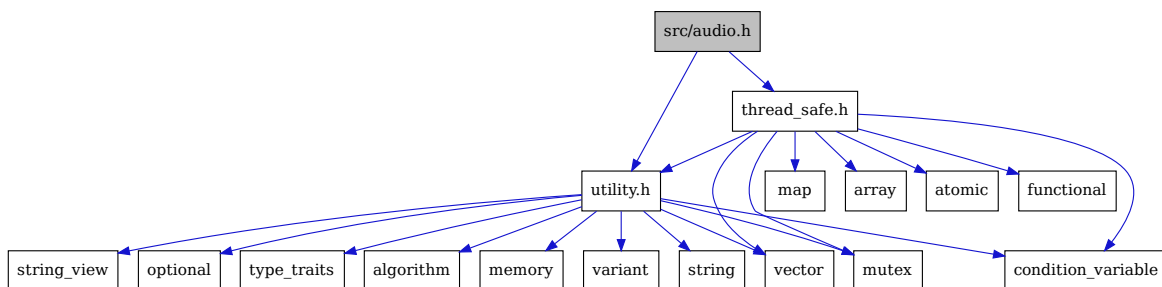 src/audio.h
thread_safe.h
utility.h
map
array
atomic
functional
string_view
optional
type_traits
algorithm
memory
variant
string
vector
mutex
condition_variable